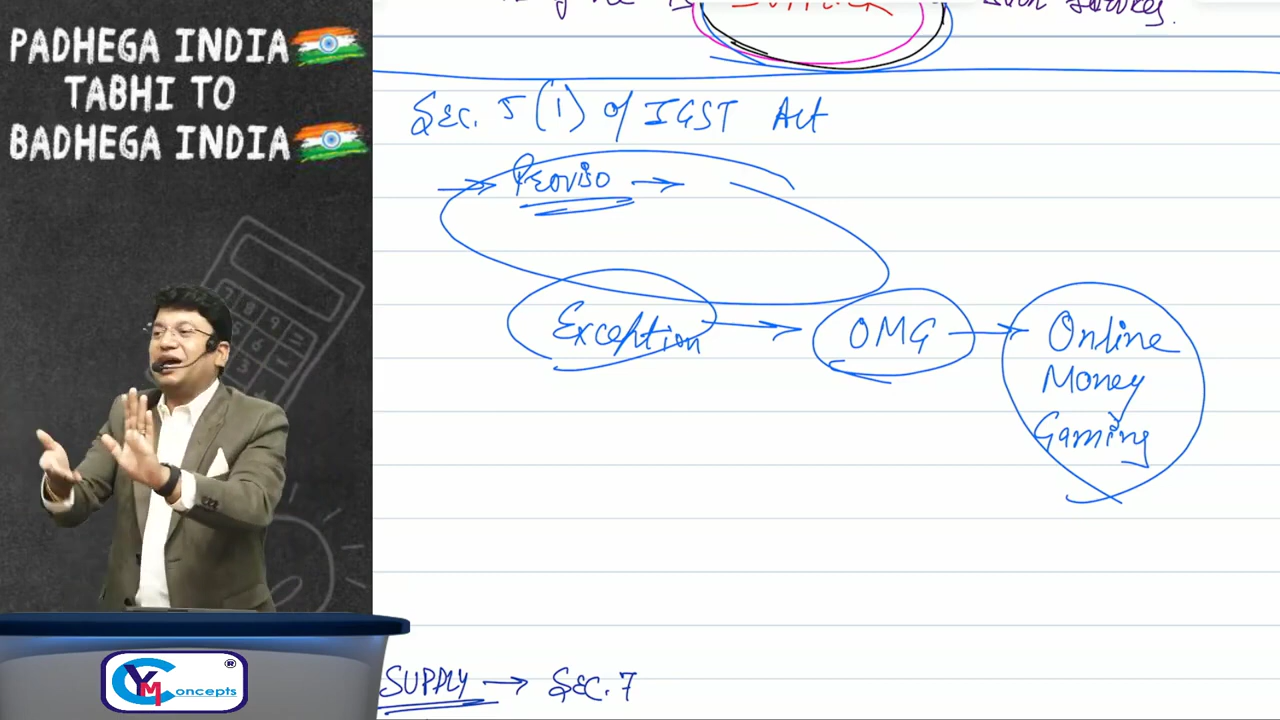 PADHEGA INDIA
TABHI TO
BADHEGA INDIA
SUPPLIER
Sec. 5(1) of IGST Act
→ Proviso →
Exception → OMG → Online
Money
Gaming
SUPPLY → Sec. 7
YM Concepts ®